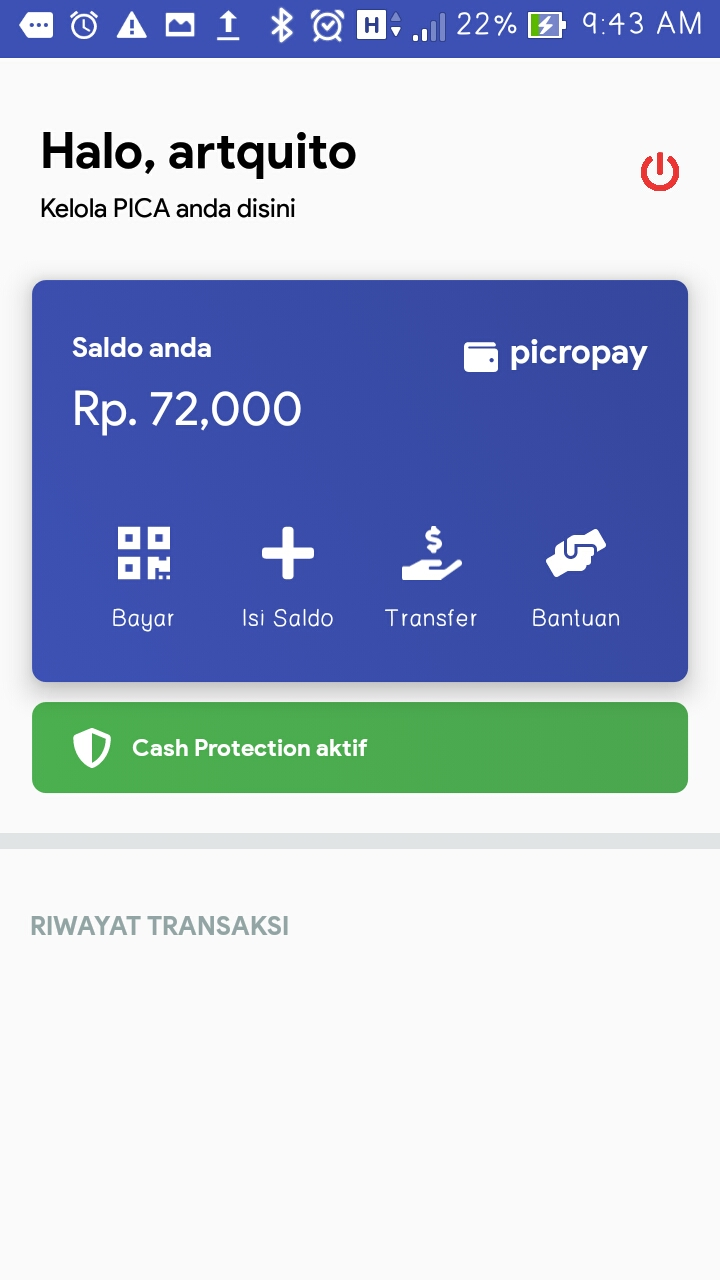 H 22% 9:43 AM
Halo, artquito
Kelola PICA anda disini
Saldo anda
picropay
Rp. 72,000
Bayar Isi Saldo Transfer Bantuan
Cash Protection aktif
RIWAYAT TRANSAKSI